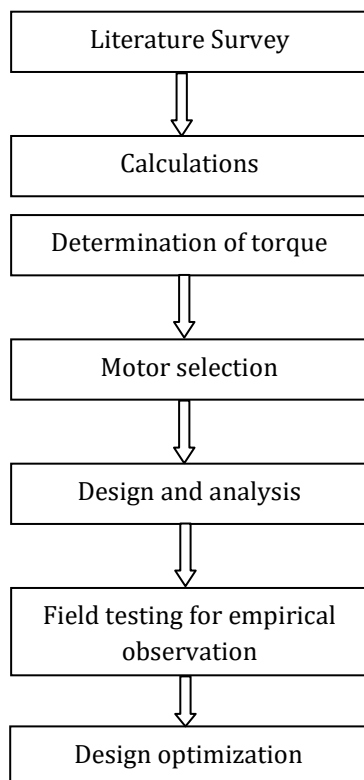 Literature Survey
Calculations
Determination of torque
Motor selection
Design and analysis
Field testing for empirical
observation
Design optimization